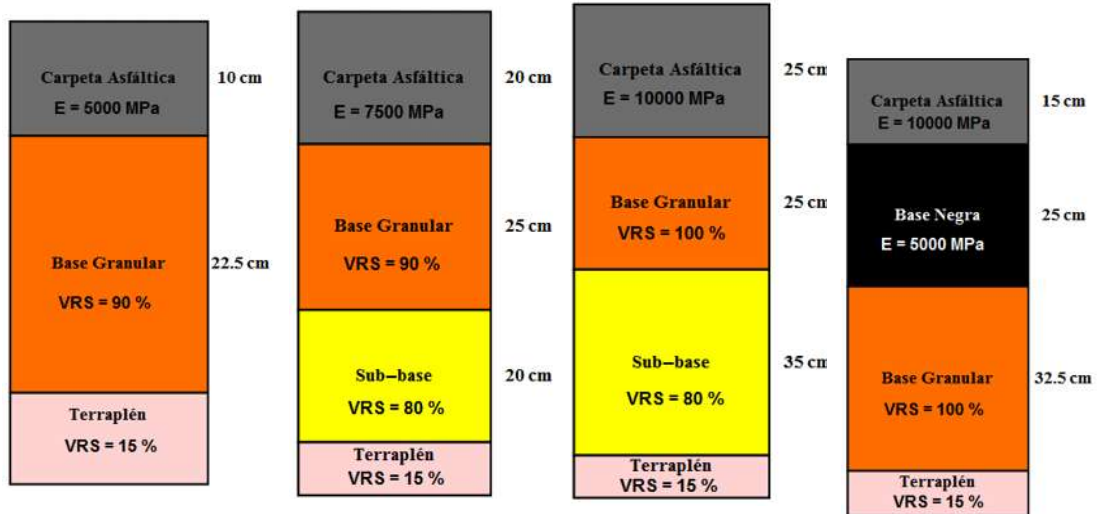 Carpeta Asfáltica
E = 5000 MPa
10 cm
Base Granular
VRS = 90 %
22.5 cm
Terraplén
VRS = 15 %
Carpeta Asfáltica
E = 7500 MPa
20 cm
Base Granular
VRS = 90 %
25 cm
Sub-base
VRS = 80 %
20 cm
Terraplén
VRS = 15 %
Carpeta Asfáltica
E = 10000 MPa
25 cm
Base Granular
VRS = 100 %
25 cm
Sub-base
VRS = 80 %
35 cm
Terraplén
VRS = 15 %
Carpeta Asfáltica
E = 10000 MPa
15 cm
Base Negra
E = 5000 MPa
25 cm
Base Granular
VRS = 100 %
32.5 cm
Terraplén
VRS = 15 %